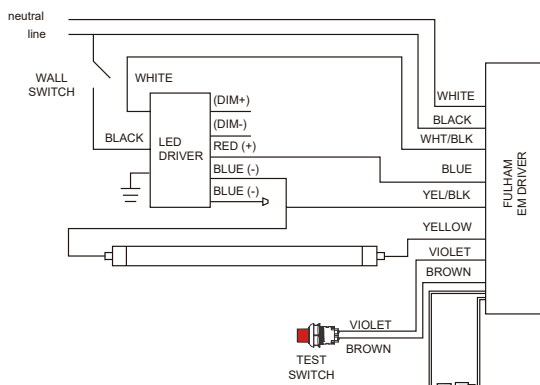 neutral
line
WALL
SWITCH
WHITE
BLACK
LED
DRIVER
(DIM+)
(DIM-)
RED (+)
BLUE (-)
BLUE (-)
WHITE
BLACK
WHT/BLK
BLUE
YEL/BLK
YELLOW
VIOLET
BROWN
FULHAM
EM DRIVER
VIOLET
BROWN
TEST
SWITCH